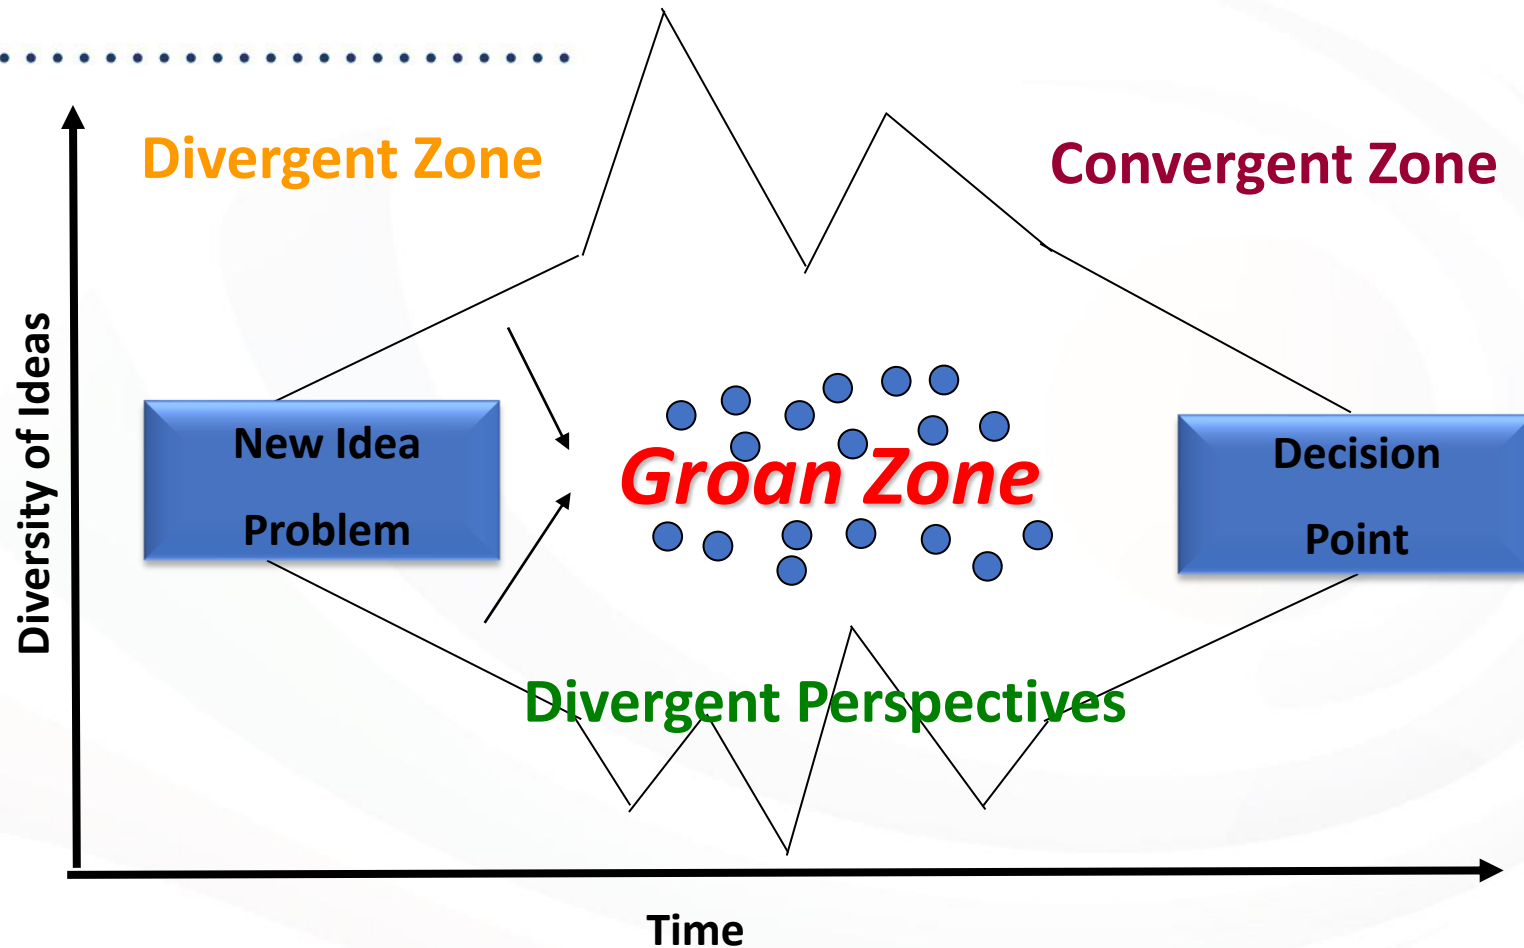 Divergent Zone
Convergent Zone
Diversity of Ideas
New Idea
Problem
Groan Zone
Decision
Point
Divergent Perspectives
Time